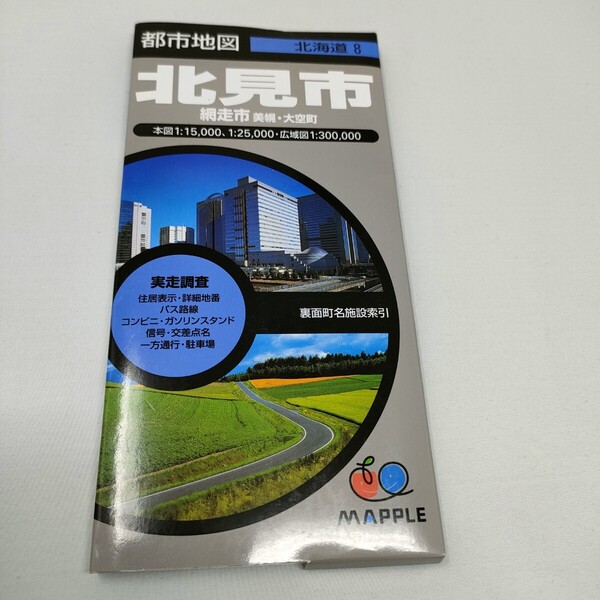 都市地図
北海道 8
北見市
網走市 美幌・大空町
本図1:15,000、1:25,000・広域図1:300,000
実走調査
住居表示・詳細地番
バス路線
コンビニ・ガソリンスタンド
信号・交差点名
一方通行・駐車場
裏面町名施設索引
MAPPLE